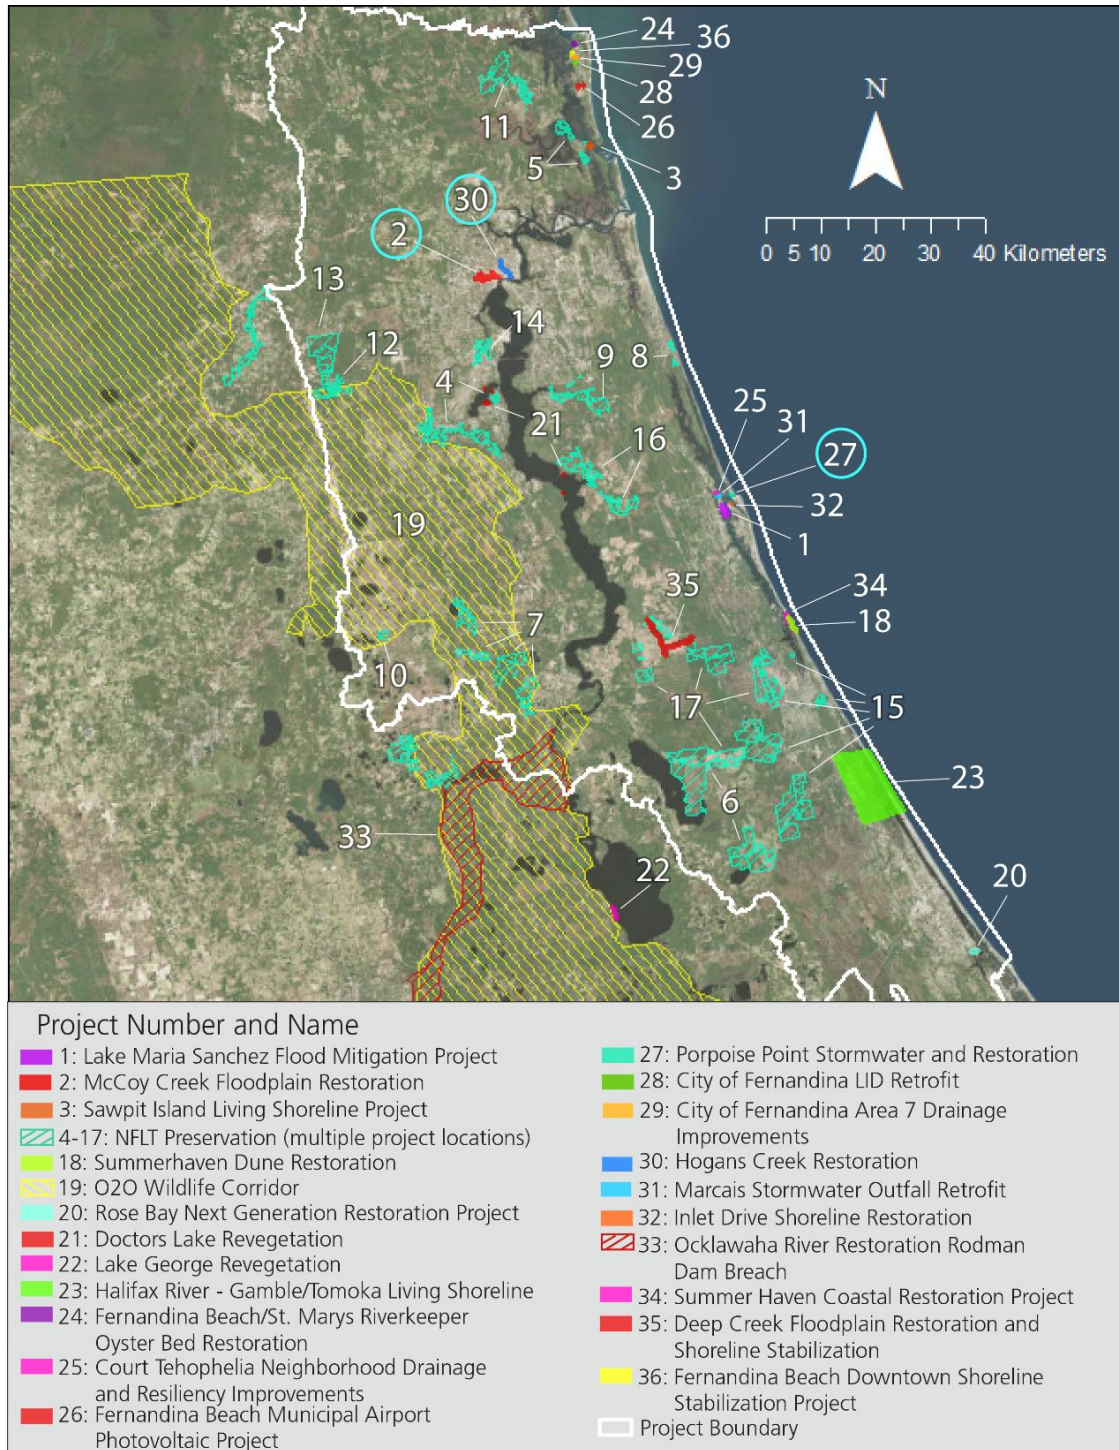 24
36
29
28
26
11
5
3
N
30
2
0 5 10 20 30 40 Kilometers
13
14
12
9
8
4
25
31
21
16
27
32
19
1
34
35
18
7
10
17
15
23
6
33
22
20
Project Number and Name
1: Lake Maria Sanchez Flood Mitigation Project
2: McCoy Creek Floodplain Restoration
3: Sawpit Island Living Shoreline Project
4-17: NFLT Preservation (multiple project locations)
18: Summerhaven Dune Restoration
19: O2O Wildlife Corridor
20: Rose Bay Next Generation Restoration Project
21: Doctors Lake Revegetation
22: Lake George Revegetation
23: Halifax River - Gamble/Tomoka Living Shoreline
24: Fernandina Beach/St. Marys Riverkeeper
Oyster Bed Restoration
25: Court Tehophelia Neighborhood Drainage
and Resiliency Improvements
26: Fernandina Beach Municipal Airport
Photovoltaic Project
27: Porpoise Point Stormwater and Restoration
28: City of Fernandina LID Retrofit
29: City of Fernandina Area 7 Drainage
Improvements
30: Hogans Creek Restoration
31: Marcais Stormwater Outfall Retrofit
32: Inlet Drive Shoreline Restoration
33: Ocklawaha River Restoration Rodman
Dam Breach
34: Summer Haven Coastal Restoration Project
35: Deep Creek Floodplain Restoration and
Shoreline Stabilization
36: Fernandina Beach Downtown Shoreline
Stabilization Project
Project Boundary